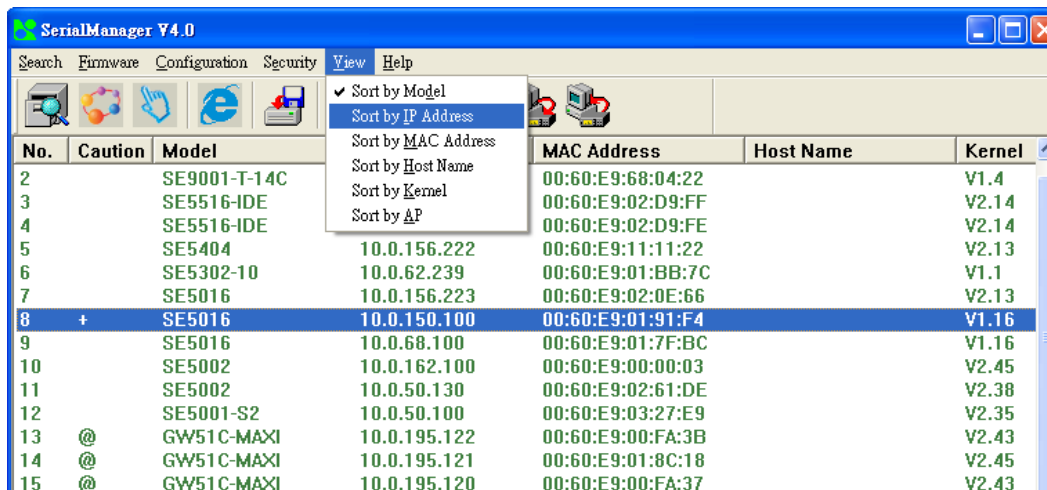 SerialManager V4.0
Search Firmware Configuration Security View Help
Sort by Model
Sort by IP Address
Sort by MAC Address
Sort by Host Name
Sort by Kernel
Sort by AP
No. Caution Model MAC Address Host Name Kernel
2 SE9001-T-14C 00:60:E9:68:04:22 V1.4
3 SE5516-IDE 00:60:E9:02:D9:FF V2.14
4 SE5516-IDE 00:60:E9:02:D9:FE V2.14
5 SE5404 10.0.156.222 00:60:E9:11:11:22 V2.13
6 SE5302-10 10.0.62.239 00:60:E9:01:BB:7C V1.1
7 SE5016 10.0.156.223 00:60:E9:02:0E:66 V2.13
8 + SE5016 10.0.150.100 00:60:E9:01:91:F4 V1.16
9 SE5016 10.0.68.100 00:60:E9:01:7F:BC V1.16
10 SE5002 10.0.162.100 00:60:E9:00:00:03 V2.45
11 SE5002 10.0.50.130 00:60:E9:02:61:DE V2.38
12 SE5001-S2 10.0.50.100 00:60:E9:03:27:E9 V2.35
13 @ GW51C-MAXI 10.0.195.122 00:60:E9:00:FA:3B V2.43
14 @ GW51C-MAXI 10.0.195.121 00:60:E9:01:8C:18 V2.45
15 @ GW51C-MAXI 10.0.195.120 00:60:E9:00:FA:37 V2.43